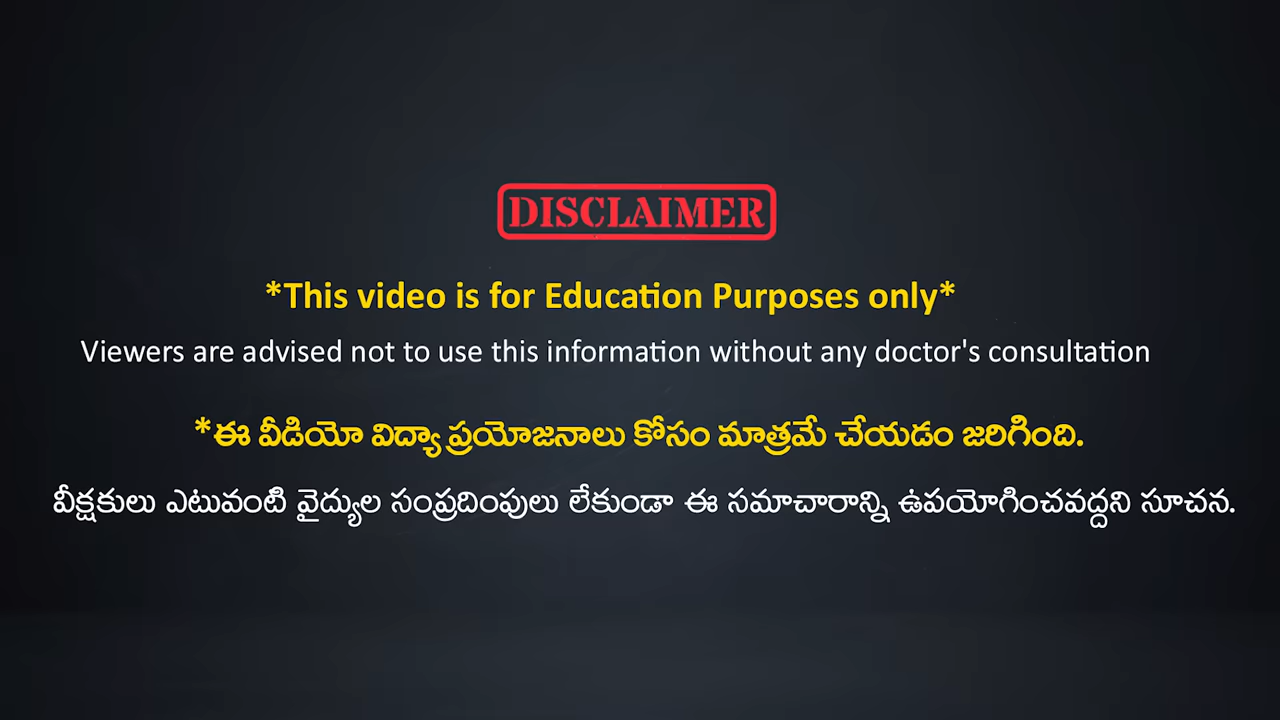 DISCLAIMER
*This video is for Education Purposes only*
Viewers are advised not to use this information without any doctor's consultation
*ఈ వీడియో విద్యా ప్రయోజనాలు కోసం మాత్రమే చేయడం జరిగింది.
వీక్షకులు ఎటువంటి వైద్యుల సంప్రదింపులు లేకుండా ఈ సమాచారాన్ని ఉపయోగించవద్దని సూచన.